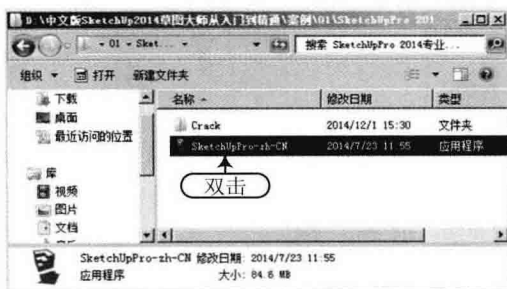 D:\中文版SketchUp2014草图大师从入门到精通\案例\01\SketchUpPro 201
01 Sket... 搜索 SketchUpPro 2014专业...
组织 打开 新建文件夹
下载
桌面
最近访问的位置
库
视频
图片
文档
名称 修改日期 类型
Crack 2014/12/1 15:30 文件夹
SketchUpPro-zh-CN 2014/7/23 11:55 应用程序
双击
SketchUpPro-zh-CN 修改日期: 2014/7/23 11:55
应用程序 大小: 84.6 MB